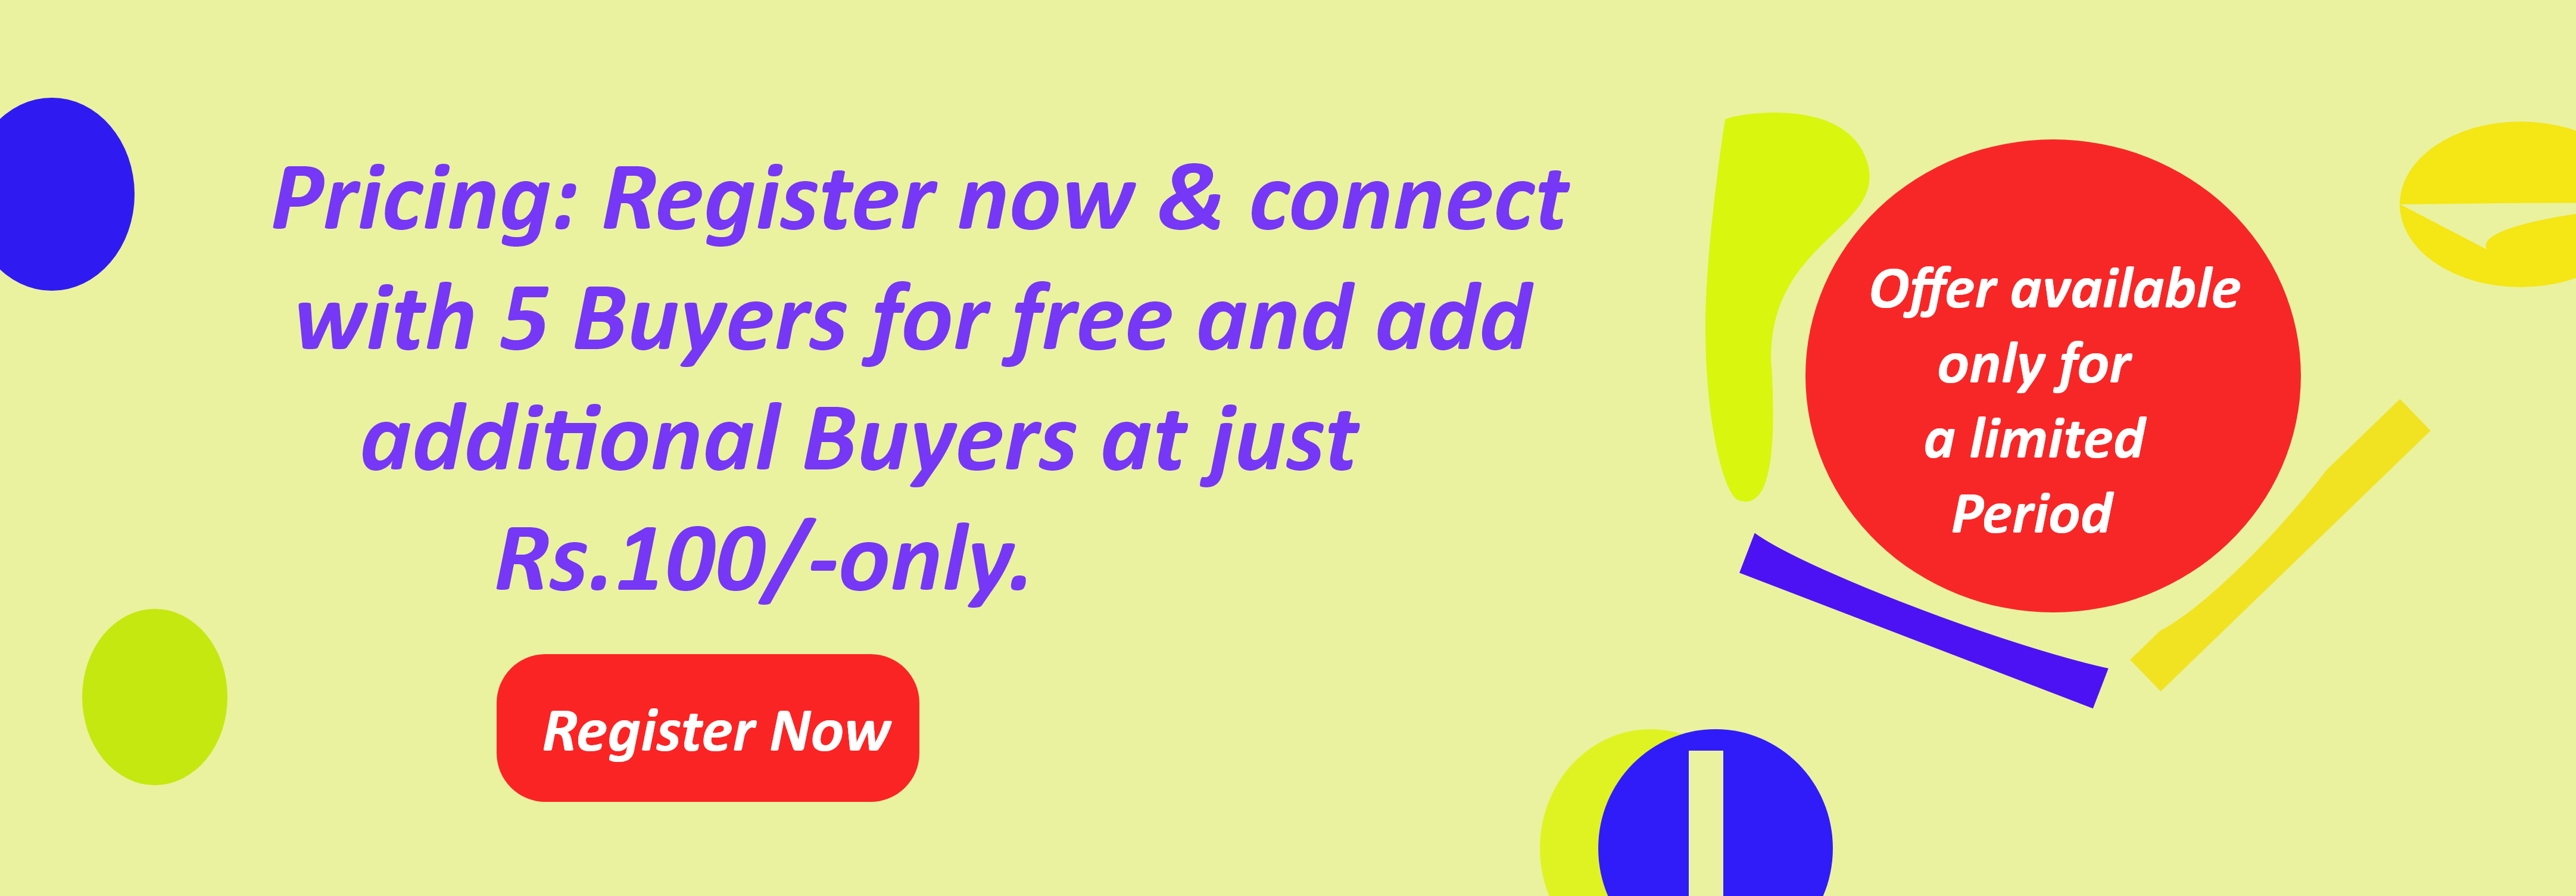 Pricing: Register now & connect
with 5 Buyers for free and add
additional Buyers at just
Rs.100/-only.
Register Now
Offer available
only for
a limited
Period